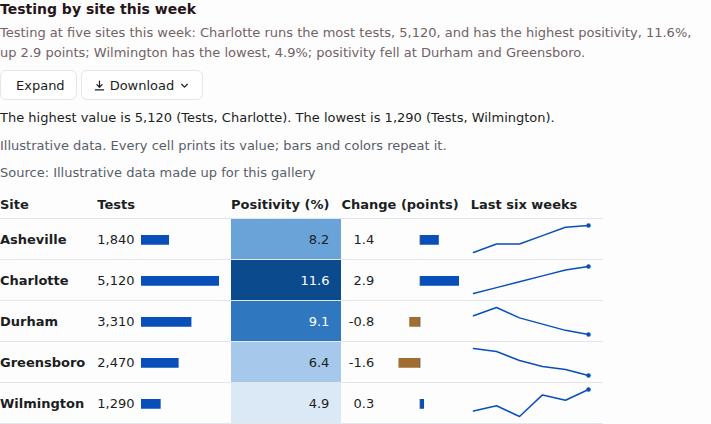 Testing by site this week
Testing at five sites this week: Charlotte runs the most tests, 5,120, and has the highest positivity, 11.6%,
up 2.9 points; Wilmington has the lowest, 4.9%; positivity fell at Durham and Greensboro.
Expand Download
The highest value is 5,120 (Tests, Charlotte). The lowest is 1,290 (Tests, Wilmington).
Illustrative data. Every cell prints its value; bars and colors repeat it.
Source: Illustrative data made up for this gallery
Site Tests Positivity (%) Change (points) Last six weeks
Asheville 1,840 8.2 1.4
Charlotte 5,120 11.6 2.9
Durham 3,310 9.1 -0.8
Greensboro 2,470 6.4 -1.6
Wilmington 1,290 4.9 0.3